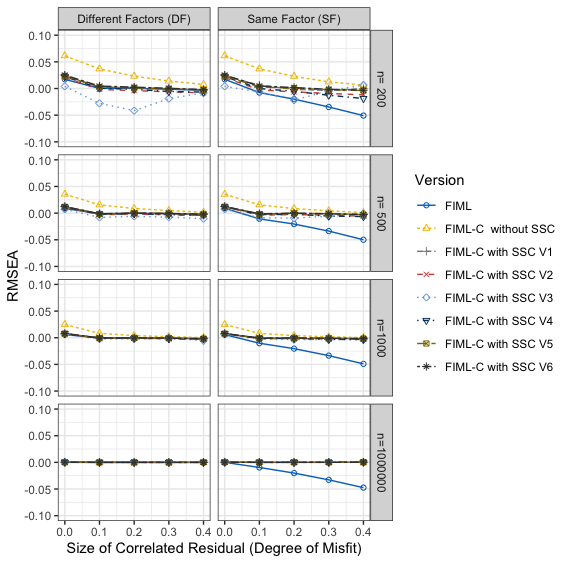 Different Factors (DF) Same Factor (SF)
0.10
0.05
0.00
-0.05
-0.10
n= 200
0.10
0.05
0.00
-0.05
-0.10
n= 500
0.10
0.05
0.00
-0.05
-0.10
n=1000
0.10
0.05
0.00
-0.05
-0.10
n=1000000
0.0 0.1 0.2 0.3 0.4 0.0 0.1 0.2 0.3 0.4
Size of Correlated Residual (Degree of Misfit)
RMSEA
Version
FIML
FIML-C without SSC
FIML-C with SSC V1
FIML-C with SSC V2
FIML-C with SSC V3
FIML-C with SSC V4
FIML-C with SSC V5
FIML-C with SSC V6